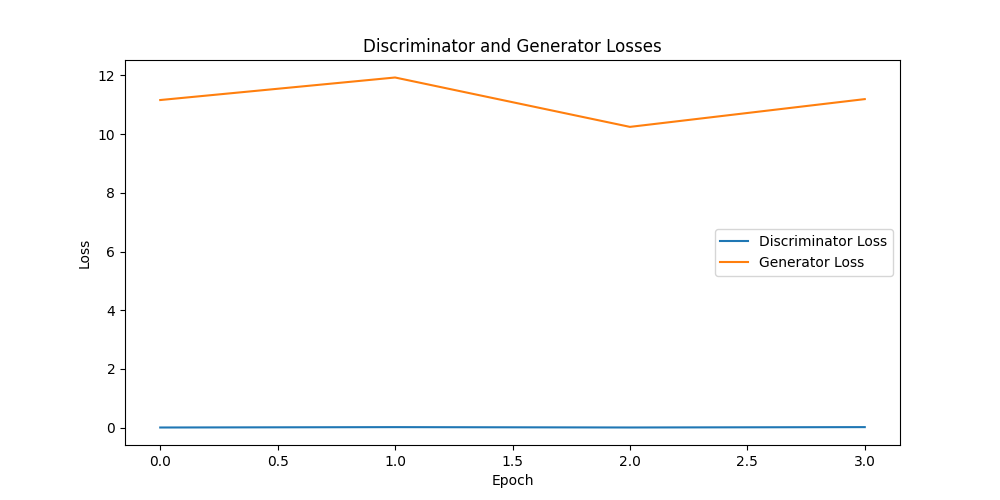 Discriminator and Generator Losses
12
10
8
6
4
2
0
Loss
Discriminator Loss
Generator Loss
0.0 0.5 1.0 1.5 2.0 2.5 3.0
Epoch